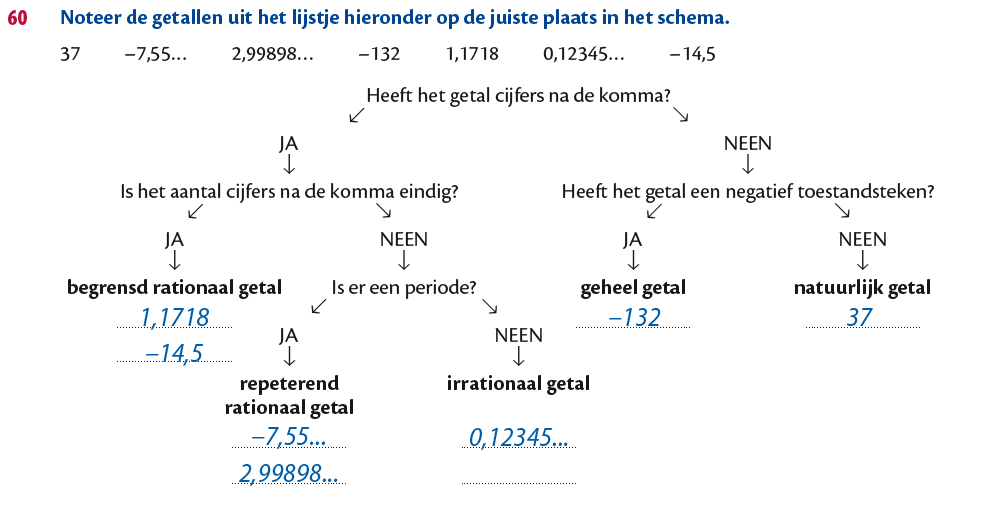 60 Noteer de getallen uit het lijstje hieronder op de juiste plaats in het schema.
37 –7,55... 2,99898... –132 1,1718 0,12345... –14,5
Heeft het getal cijfers na de komma?
JA NEEN
Is het aantal cijfers na de komma eindig? Heeft het getal een negatief toestandsteken?
JA NEEN JA NEEN
begrensd rationaal getal Is er een periode? geheel getal natuurlijk getal
1,1718 –132 37
JA NEEN
–14,5
repeterend irrationaal getal
rationaal getal
–7,55... 0,12345...
2,99898...